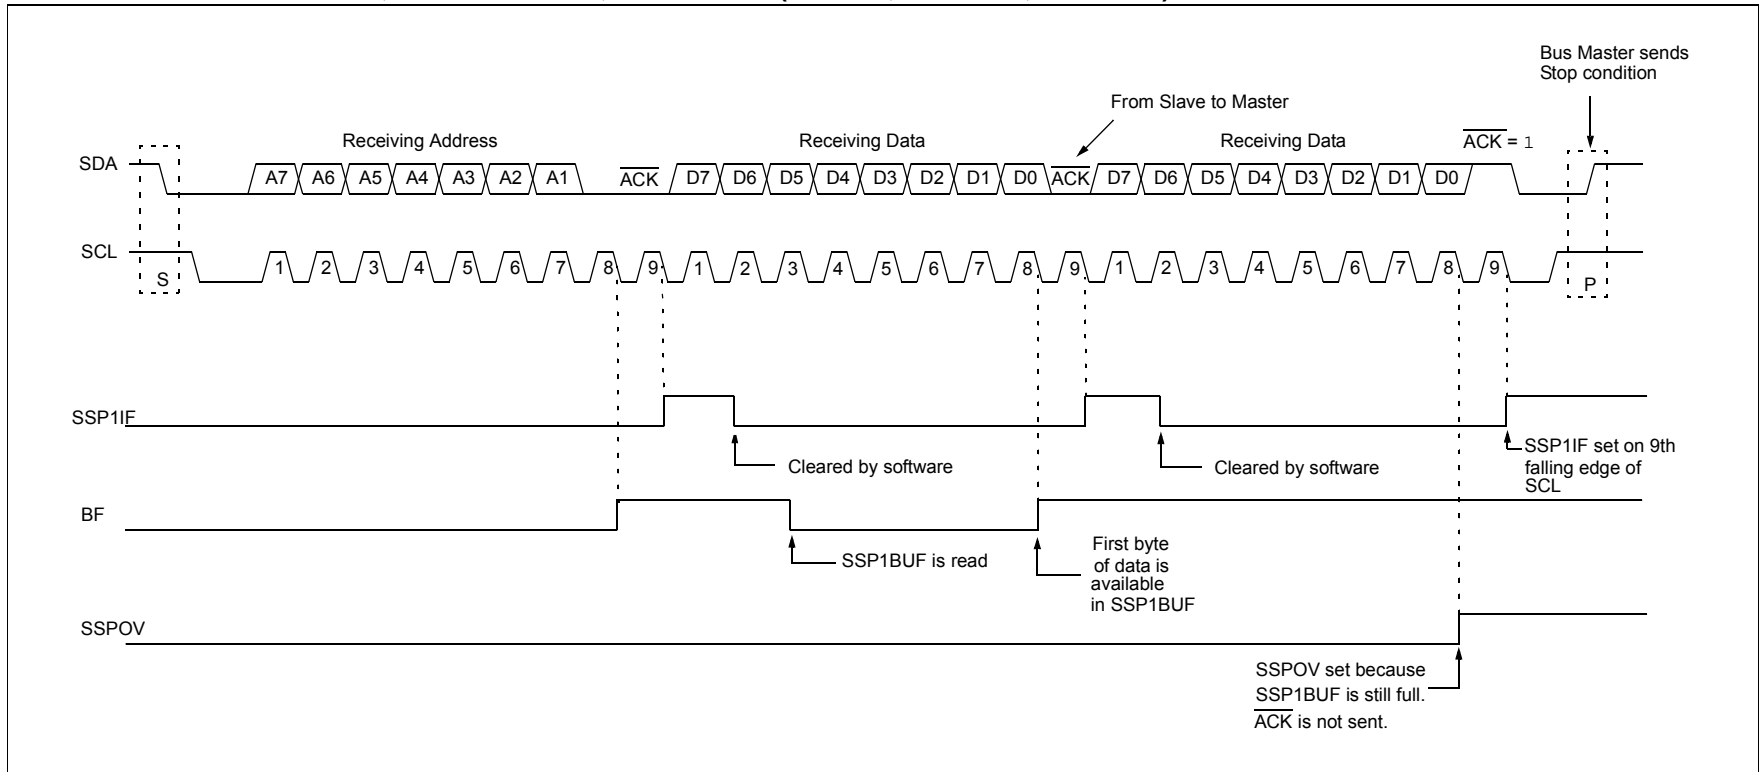 Bus Master sends
Stop condition
From Slave to Master
Receiving Address
Receiving Data
Receiving Data
ACK = 1
SDA
A7 A6 A5 A4 A3 A2 A1 ACK D7 D6 D5 D4 D3 D2 D1 D0 ACK D7 D6 D5 D4 D3 D2 D1 D0
SCL
S 1 2 3 4 5 6 7 8 9 1 2 3 4 5 6 7 8 9 1 2 3 4 5 6 7 8 9 P
SSP1IF
Cleared by software
Cleared by software
SSP1IF set on 9th
falling edge of
SCL
BF
SSP1BUF is read
First byte
of data is
available
in SSP1BUF
SSPOV
SSPOV set because
SSP1BUF is still full.
ACK is not sent.